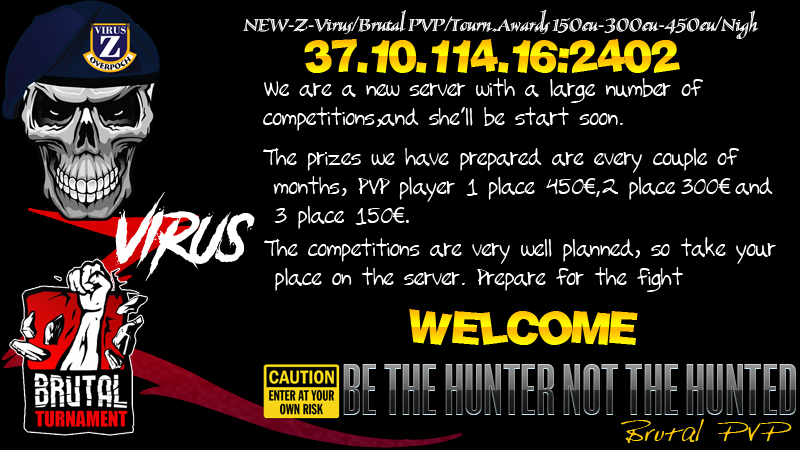 NEW-Z-Virus/Brutal PVP/Tourn.Awards 150eu-300eu-450eu/Nigh
37.10.114.16:2402
VIRUS
Z
OVERPOCH
We are a new server with a large number of
competitions,and she'll be start soon.
The prizes we have prepared are every couple of
months, PVP player 1 place 450€,2 place 300€ and
3 place 150€.
The competitions are very well planned, so take your
place on the server. Prepare for the fight
VIRUS
WELCOME
BRUTAL
TURNAMENT
CAUTION
ENTER AT YOUR
OWN RISK
BE THE HUNTER NOT THE HUNTED
Brutal PVP